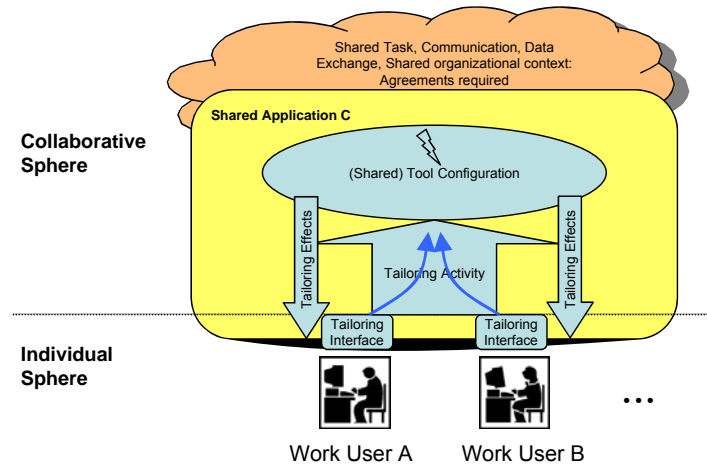 Shared Task, Communication, Data
Exchange, Shared organizational context:
Agreements required
Shared Application C
Collaborative
Sphere
(Shared) Tool Configuration
Tailoring Effects
Tailoring Effects
Tailoring Activity
Tailoring
Interface
Tailoring
Interface
Individual
Sphere
...
Work User A
Work User B